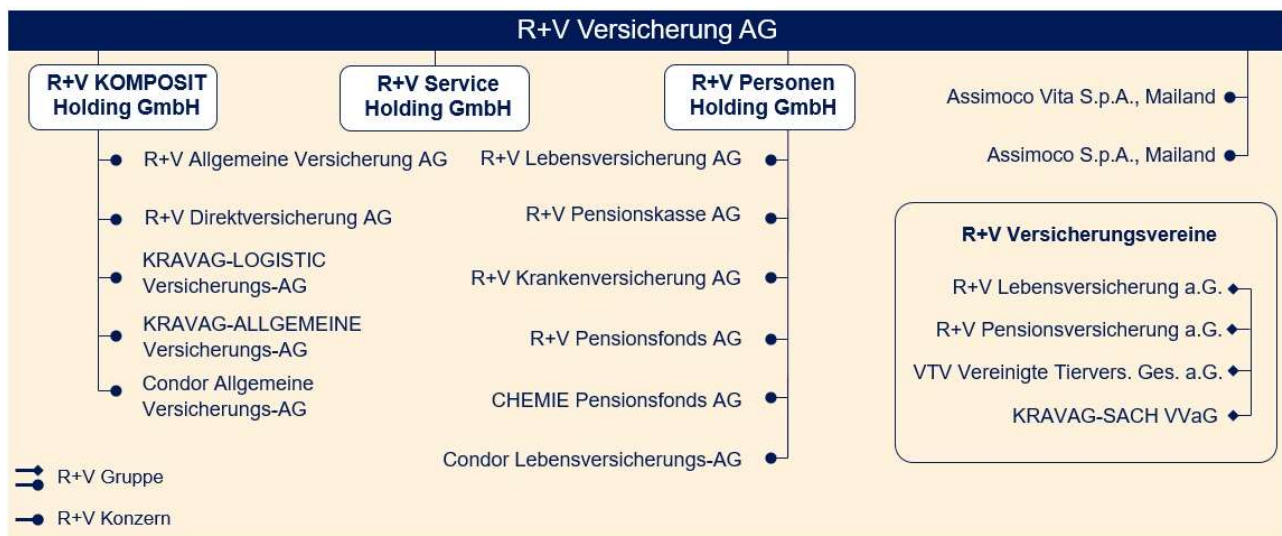 R+V Versicherung AG
R+V KOMPOSIT
Holding GmbH
R+V Allgemeine Versicherung AG
R+V Direktversicherung AG
KRAVAG-LOGISTIC
Versicherungs-AG
KRAVAG-ALLGEMEINE
Versicherungs-AG
Condor Allgemeine
Versicherungs-AG
R+V Service
Holding GmbH
R+V Personen
Holding GmbH
R+V Lebensversicherung AG
R+V Pensionskasse AG
R+V Krankenversicherung AG
R+V Pensionsfonds AG
CHEMIE Pensionsfonds AG
Condor Lebensversicherungs-AG
Assimoco Vita S.p.A., Mailand
Assimoco S.p.A., Mailand
R+V Versicherungsvereine
R+V Lebensversicherung a.G.
R+V Pensionsversicherung a.G.
VTV Vereinigte Tiervers. Ges. a.G.
KRAVAG-SACH VVaG
R+V Gruppe
R+V Konzern